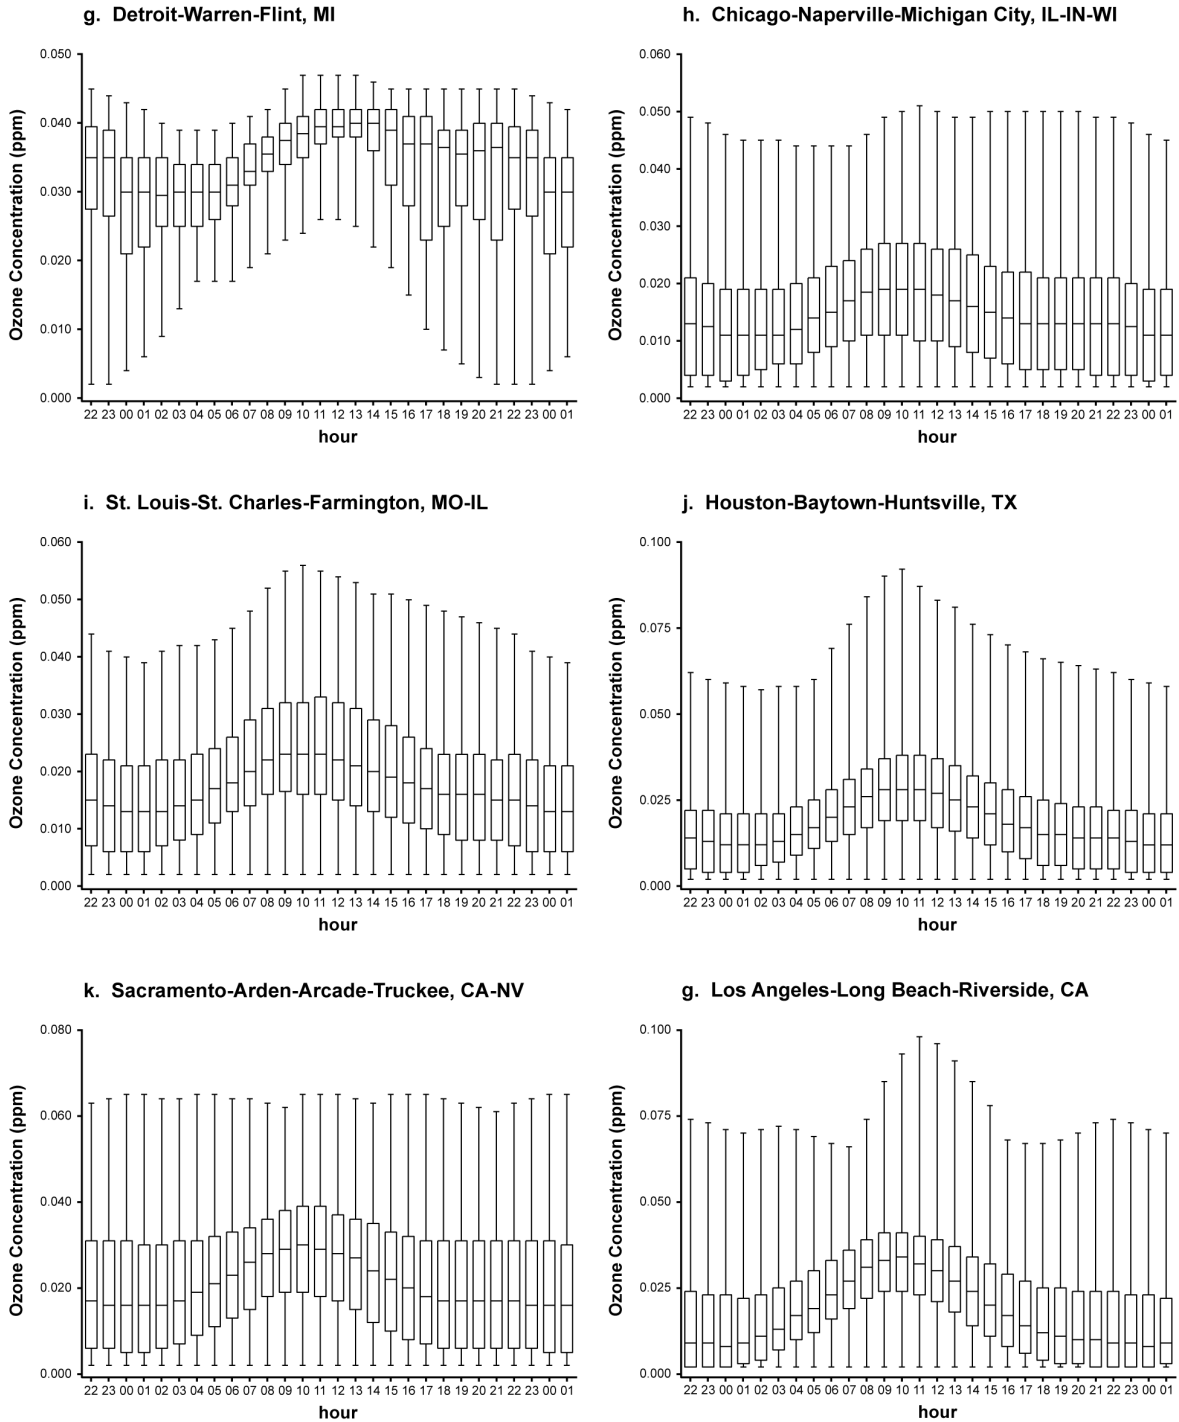 g. Detroit-Warren-Flint, MI
Ozone Concentration (ppm)
0.050
0.040
0.030
0.020
0.010
0.000
22 23 00 01 02 03 04 05 06 07 08 09 10 11 12 13 14 15 16 17 18 19 20 21 22 23 00 01
hour
h. Chicago-Naperville-Michigan City, IL-IN-WI
Ozone Concentration (ppm)
0.060
0.050
0.040
0.030
0.020
0.010
0.000
22 23 00 01 02 03 04 05 06 07 08 09 10 11 12 13 14 15 16 17 18 19 20 21 22 23 00 01
hour
i. St. Louis-St. Charles-Farmington, MO-IL
Ozone Concentration (ppm)
0.060
0.050
0.040
0.030
0.020
0.010
0.000
22 23 00 01 02 03 04 05 06 07 08 09 10 11 12 13 14 15 16 17 18 19 20 21 22 23 00 01
hour
j. Houston-Baytown-Huntsville, TX
Ozone Concentration (ppm)
0.100
0.075
0.050
0.025
0.000
22 23 00 01 02 03 04 05 06 07 08 09 10 11 12 13 14 15 16 17 18 19 20 21 22 23 00 01
hour
k. Sacramento-Arden-Arcade-Truckee, CA-NV
Ozone Concentration (ppm)
0.080
0.060
0.040
0.020
0.000
22 23 00 01 02 03 04 05 06 07 08 09 10 11 12 13 14 15 16 17 18 19 20 21 22 23 00 01
hour
g. Los Angeles-Long Beach-Riverside, CA
Ozone Concentration (ppm)
0.100
0.075
0.050
0.025
0.000
22 23 00 01 02 03 04 05 06 07 08 09 10 11 12 13 14 15 16 17 18 19 20 21 22 23 00 01
hour